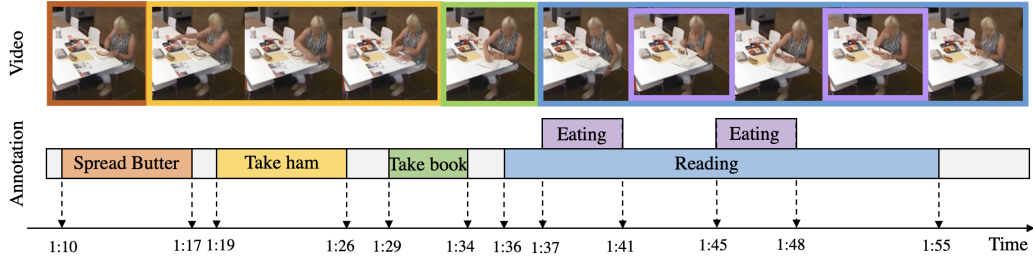 Video
Annotation
Eating Eating
Spread Butter Take ham Take book Reading
1:10 1:17 1:19 1:26 1:29 1:34 1:36 1:37 1:41 1:45 1:48 1:55 Time